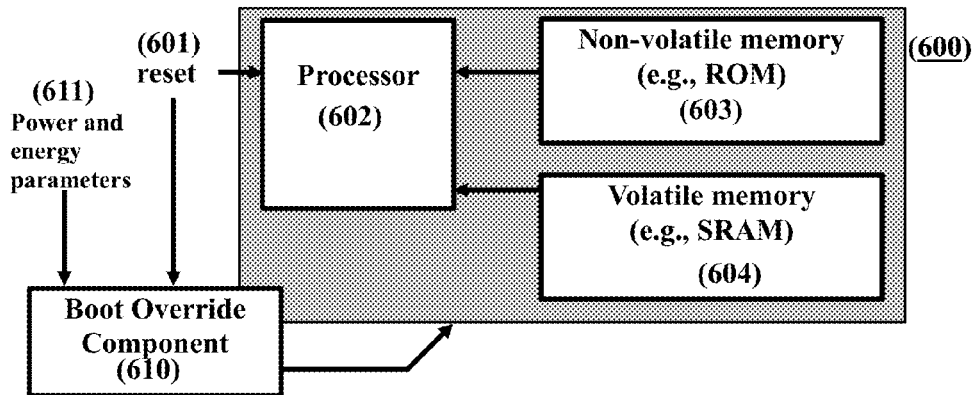 (601)
reset
(611)
Power and
energy
parameters
Processor
(602)
Non-volatile memory
(e.g., ROM)
(603)
(600)
Volatile memory
(e.g., SRAM)
(604)
Boot Override
Component
(610)